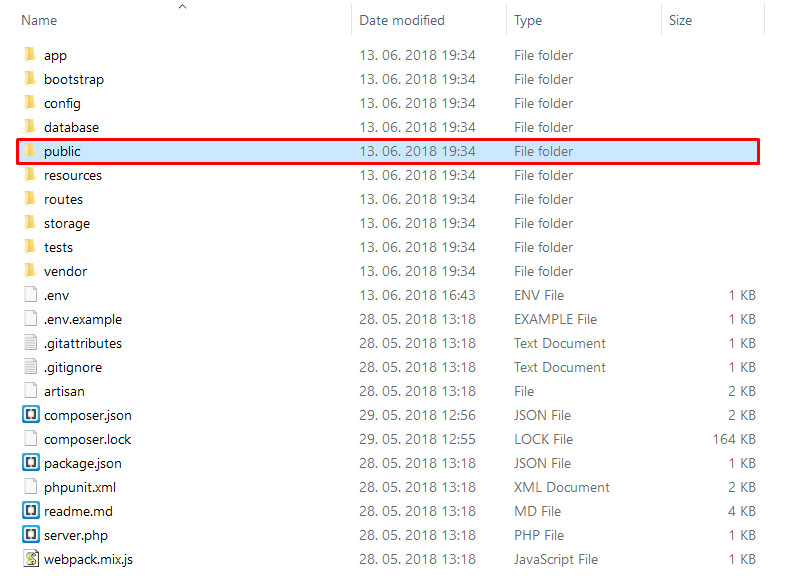 Name Date modified Type Size
app 13. 06. 2018 19:34 File folder
bootstrap 13. 06. 2018 19:34 File folder
config 13. 06. 2018 19:34 File folder
database 13. 06. 2018 19:34 File folder
public 13. 06. 2018 19:34 File folder
resources 13. 06. 2018 19:34 File folder
routes 13. 06. 2018 19:34 File folder
storage 13. 06. 2018 19:34 File folder
tests 13. 06. 2018 19:34 File folder
vendor 13. 06. 2018 19:34 File folder
.env 13. 06. 2018 16:43 ENV File 1 KB
.env.example 28. 05. 2018 13:18 EXAMPLE File 1 KB
.gitattributes 28. 05. 2018 13:18 Text Document 1 KB
.gitignore 28. 05. 2018 13:18 Text Document 1 KB
artisan 28. 05. 2018 13:18 File 2 KB
composer.json 29. 05. 2018 12:56 JSON File 2 KB
composer.lock 29. 05. 2018 12:55 LOCK File 164 KB
package.json 28. 05. 2018 13:18 JSON File 1 KB
phpunit.xml 28. 05. 2018 13:18 XML Document 2 KB
readme.md 28. 05. 2018 13:18 MD File 4 KB
server.php 28. 05. 2018 13:18 PHP File 1 KB
webpack.mix.js 28. 05. 2018 13:18 JavaScript File 1 KB